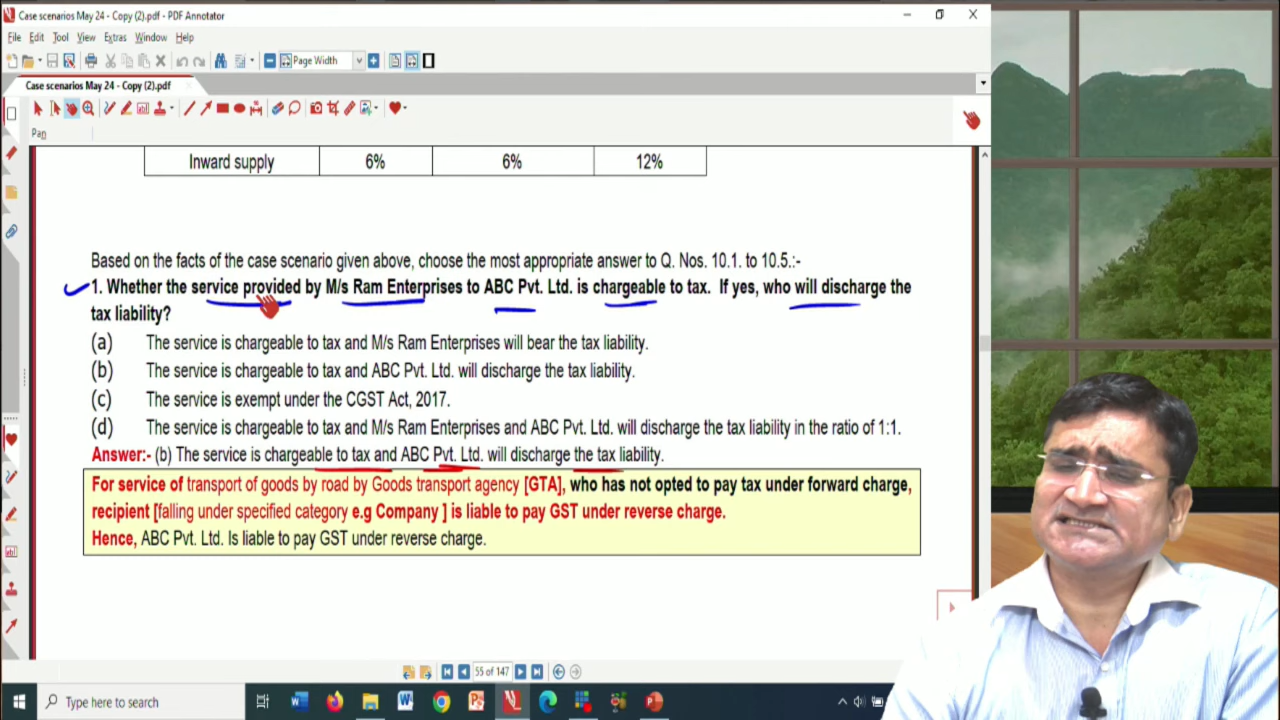 Case scenarios May 24 - Copy (2).pdf - PDF Annotator
File Edit Tool View Extras Window Help
Page Width
Case scenarios May 24 - Copy (2).pdf
Pan
Inward supply 6% 6% 12%
Based on the facts of the case scenario given above, choose the most appropriate answer to Q. Nos. 10.1. to 10.5.:-
1. Whether the service provided by M/s Ram Enterprises to ABC Pvt. Ltd. is chargeable to tax. If yes, who will discharge the
tax liability?
(a) The service is chargeable to tax and M/s Ram Enterprises will bear the tax liability.
(b) The service is chargeable to tax and ABC Pvt. Ltd. will discharge the tax liability.
(c) The service is exempt under the CGST Act, 2017.
(d) The service is chargeable to tax and M/s Ram Enterprises and ABC Pvt. Ltd. will discharge the tax liability in the ratio of 1:1.
Answer:- (b) The service is chargeable to tax and ABC Pvt. Ltd. will discharge the tax liability.
For service of transport of goods by road by Goods transport agency [GTA], who has not opted to pay tax under forward charge,
recipient [falling under specified category e.g Company ] is liable to pay GST under reverse charge.
Hence, ABC Pvt. Ltd. Is liable to pay GST under reverse charge.
55 of 147
Type here to search